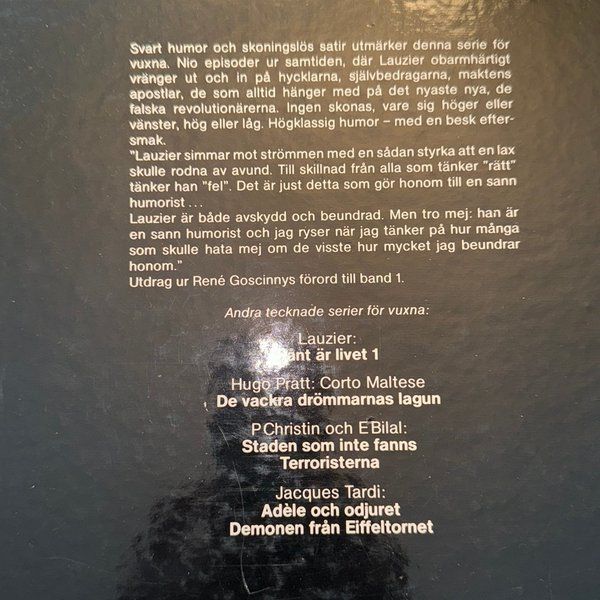 Svart humor och skoningslös satir utmärker denna serie för
vuxna. Nio episoder ur samtiden, där Lauzier obarmhärtigt
vränger ut och in på hycklarna, självbedragarna, maktens
apostlar, de som alltid hänger med på det nyaste nya, de
falska revolutionärerna. Ingen skonas, vare sig höger eller
vänster, hög eller låg. Högklassig humor – med en besk efter-
smak.
"Lauzier simmar mot strömmen med en sådan styrka att en lax
skulle rodna av avund. Till skillnad från alla som tänker "rätt"
tänker han "fel". Det är just detta som gör honom till en sann
humorist ...
Lauzier är både avskydd och beundrad. Men tro mej: han är
en sann humorist och jag ryser när jag tänker på hur många
som skulle hata mej om de visste hur mycket jag beundrar
honom."
Utdrag ur René Goscinnys förord till band 1.
Andra tecknade serier för vuxna:
Lauzier:
är livet 1
Hugo Pratt: Corto Maltese
De vackra drömmarnas lagun
P Christin och E Bilal:
Staden som inte fanns
Terroristerna
Jacques Tardi:
Adèle och odjuret
Demonen från Eiffeltornet